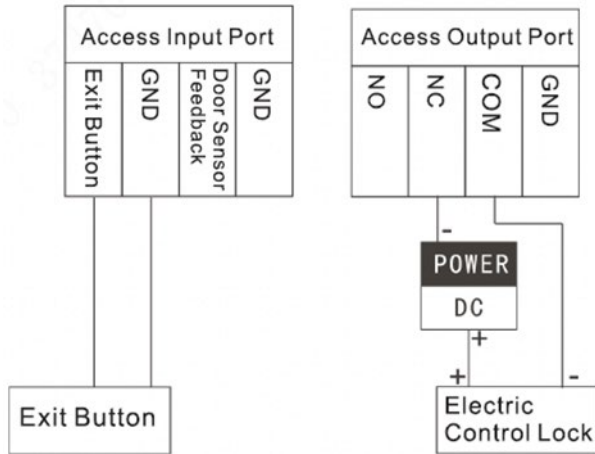 Access Input Port
Exit Button
GND
Door Sensor
Feedback
GND
Access Output Port
NO
NC
COM
GND
-
POWER
DC
+
+
-
Exit Button
Electric
Control Lock